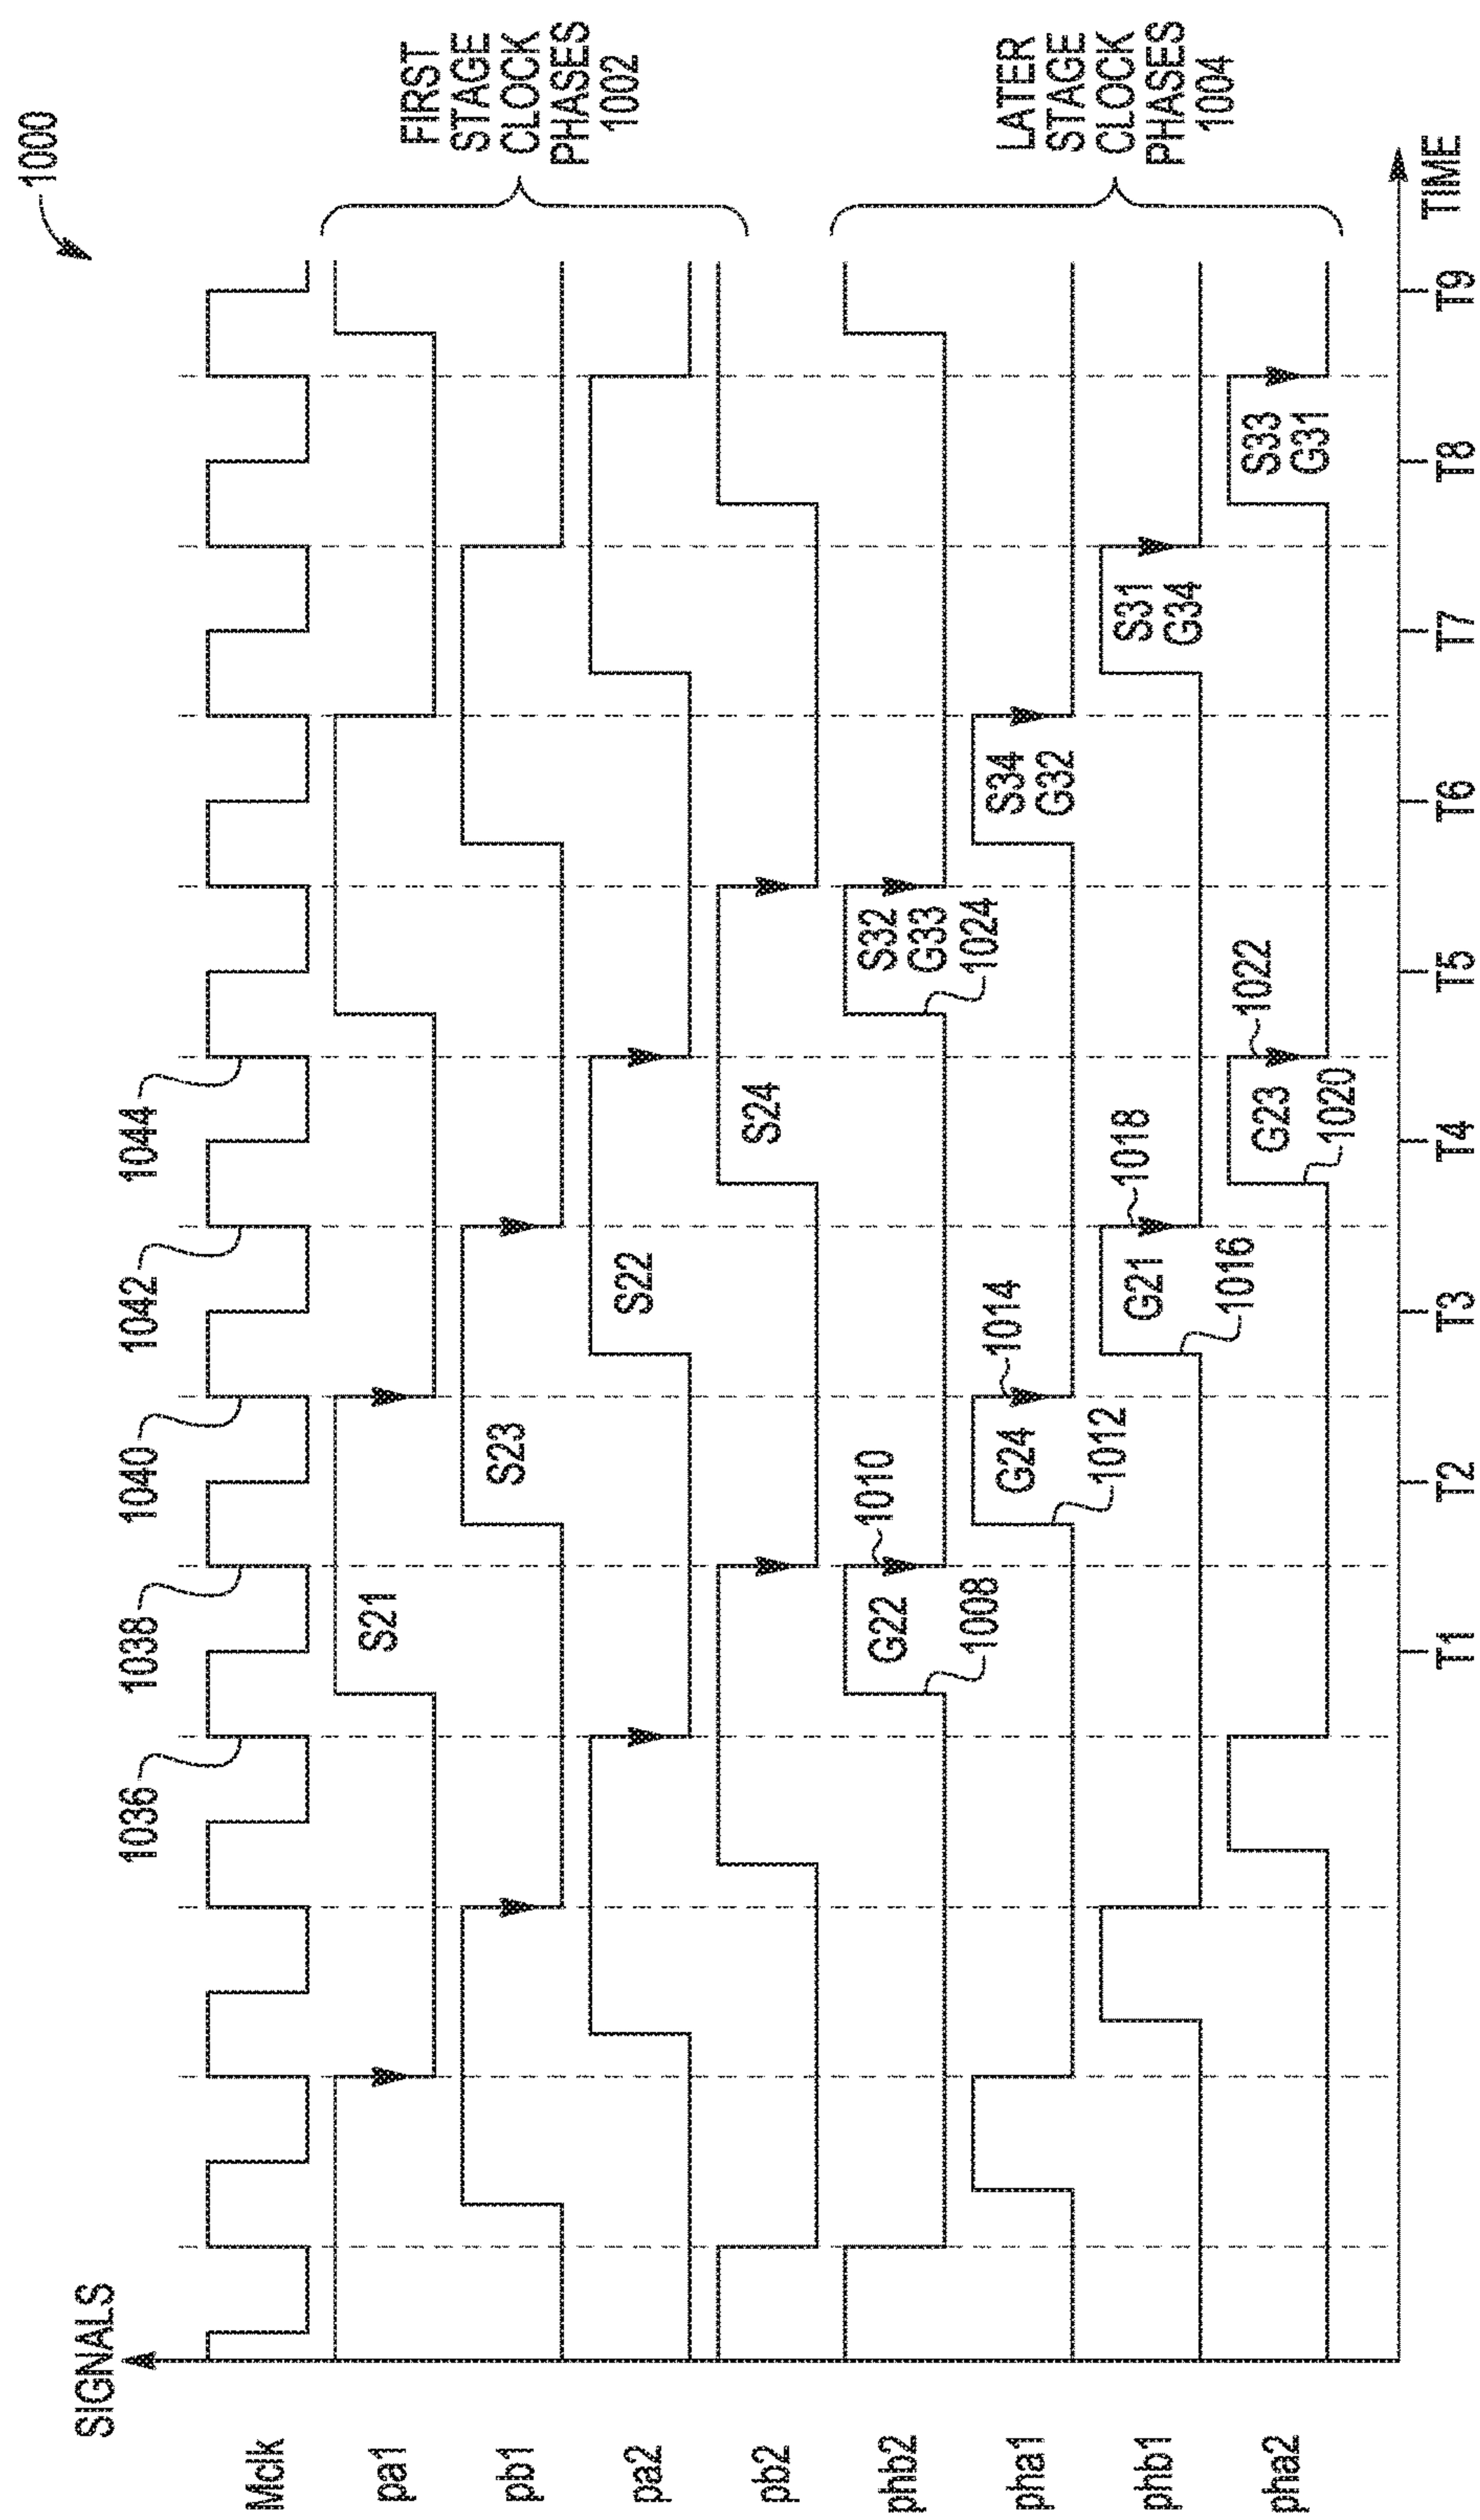 1000
SIGNALS
Mclk
1036
1038
1040
1042
1044
pa1
S21
pb1
S23
pa2
S22
pb2
S24
FIRST
STAGE
CLOCK
PHASES
1002
phb2
G22
1008
1010
S32
G33
1024
pha1
G24
1012
1014
S34
G32
phb1
G21
1016
1018
S31
G34
pha2
G23
1020
1022
S33
G31
LATER
STAGE
CLOCK
PHASES
1004
T1
T2
T3
T4
T5
T6
T7
T8
T9
TIME